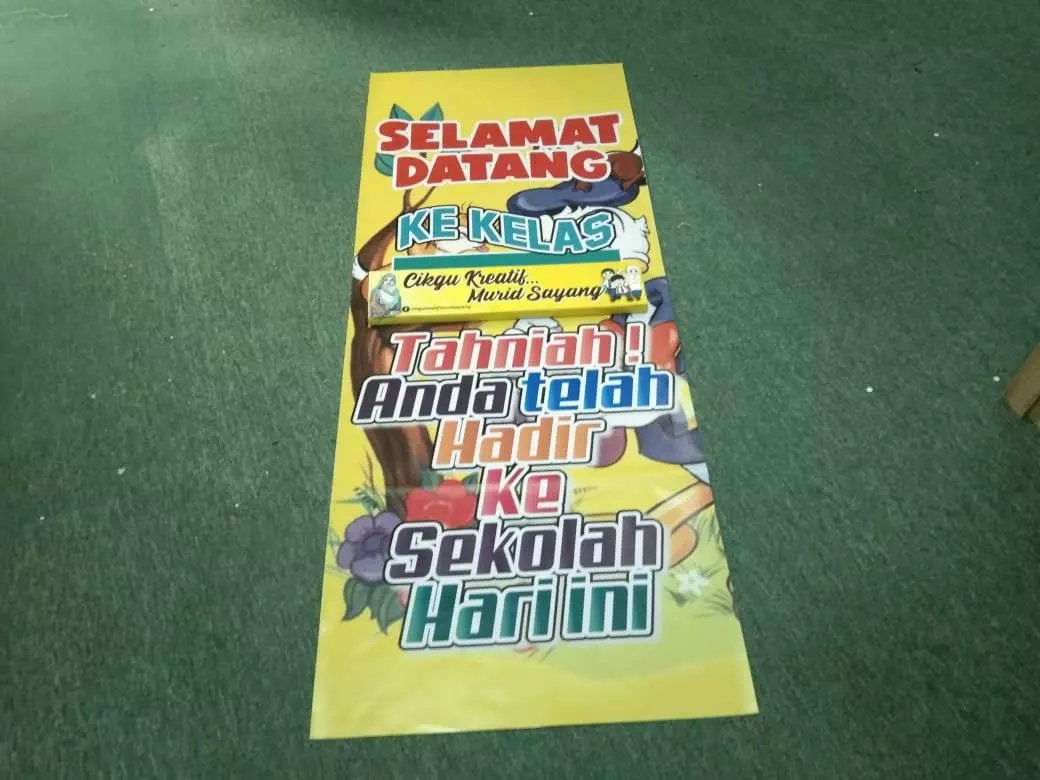 SELAMAT
DATANG
KE KELAS
Cikgu Kreatif...
Murid Sayang
Tahniah !
Anda telah
Hadir
Ke
Sekolah
Hari ini